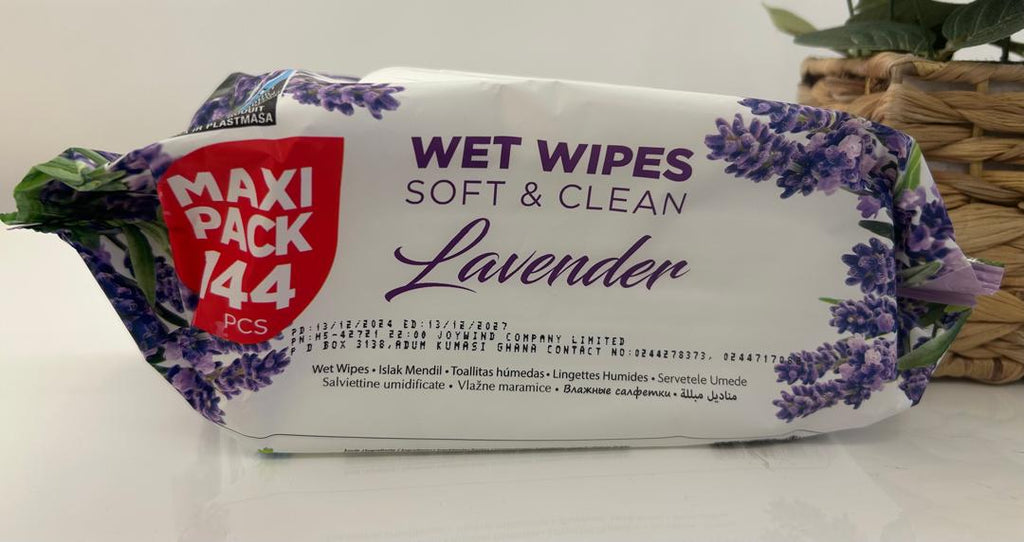 PLASTMASA
MAXI
PACK
144
PCS
WET WIPES
SOFT & CLEAN
Lavender
PD:13/12/2024 ED:13/12/2027
PN:HS-42721 22:00 JOYWIND COMPANY LIMITED
P O BOX 3138,ADUM KUMASI GHANA CONTACT NO:0244278373,
Wet Wipes • Islak Mendil • Toallitas húmedas • Lingettes Humides • Servetele Umede
Salviettine umidificate • Vlažne maramice • Влажные салфетки • مناديل مبللة